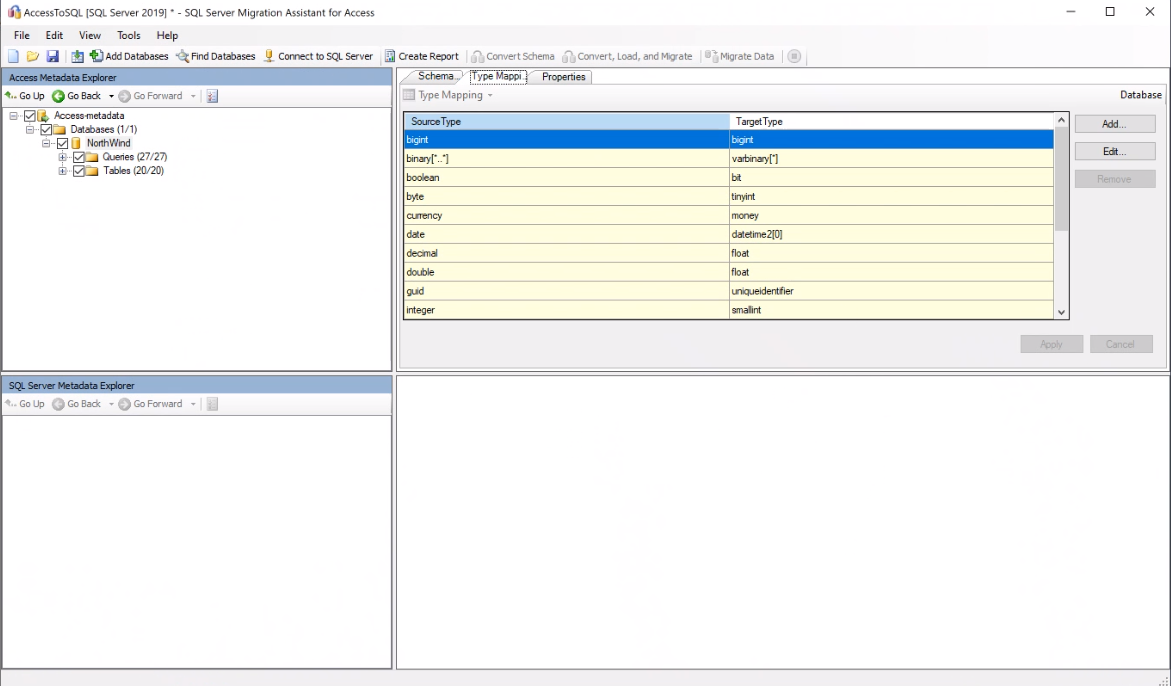 AccessToSQL [SQL Server 2019] * - SQL Server Migration Assistant for Access
File Edit View Tools Help
Add Databases Find Databases Connect to SQL Server Create Report Convert Schema Convert, Load, and Migrate Migrate Data
Access Metadata Explorer
Go Up Go Back Go Forward
Access-metadata
Databases (1/1)
NorthWind
Queries (27/27)
Tables (20/20)
Schema... Type Mappi... Properties
Type Mapping Database
SourceType TargetType
bigint bigint
binary[*..*] varbinary[*]
boolean bit
byte tinyint
currency money
date datetime2[0]
decimal float
double float
guid uniqueidentifier
integer smallint
Add...
Edit...
Remove
Apply Cancel
SQL Server Metadata Explorer
Go Up Go Back Go Forward